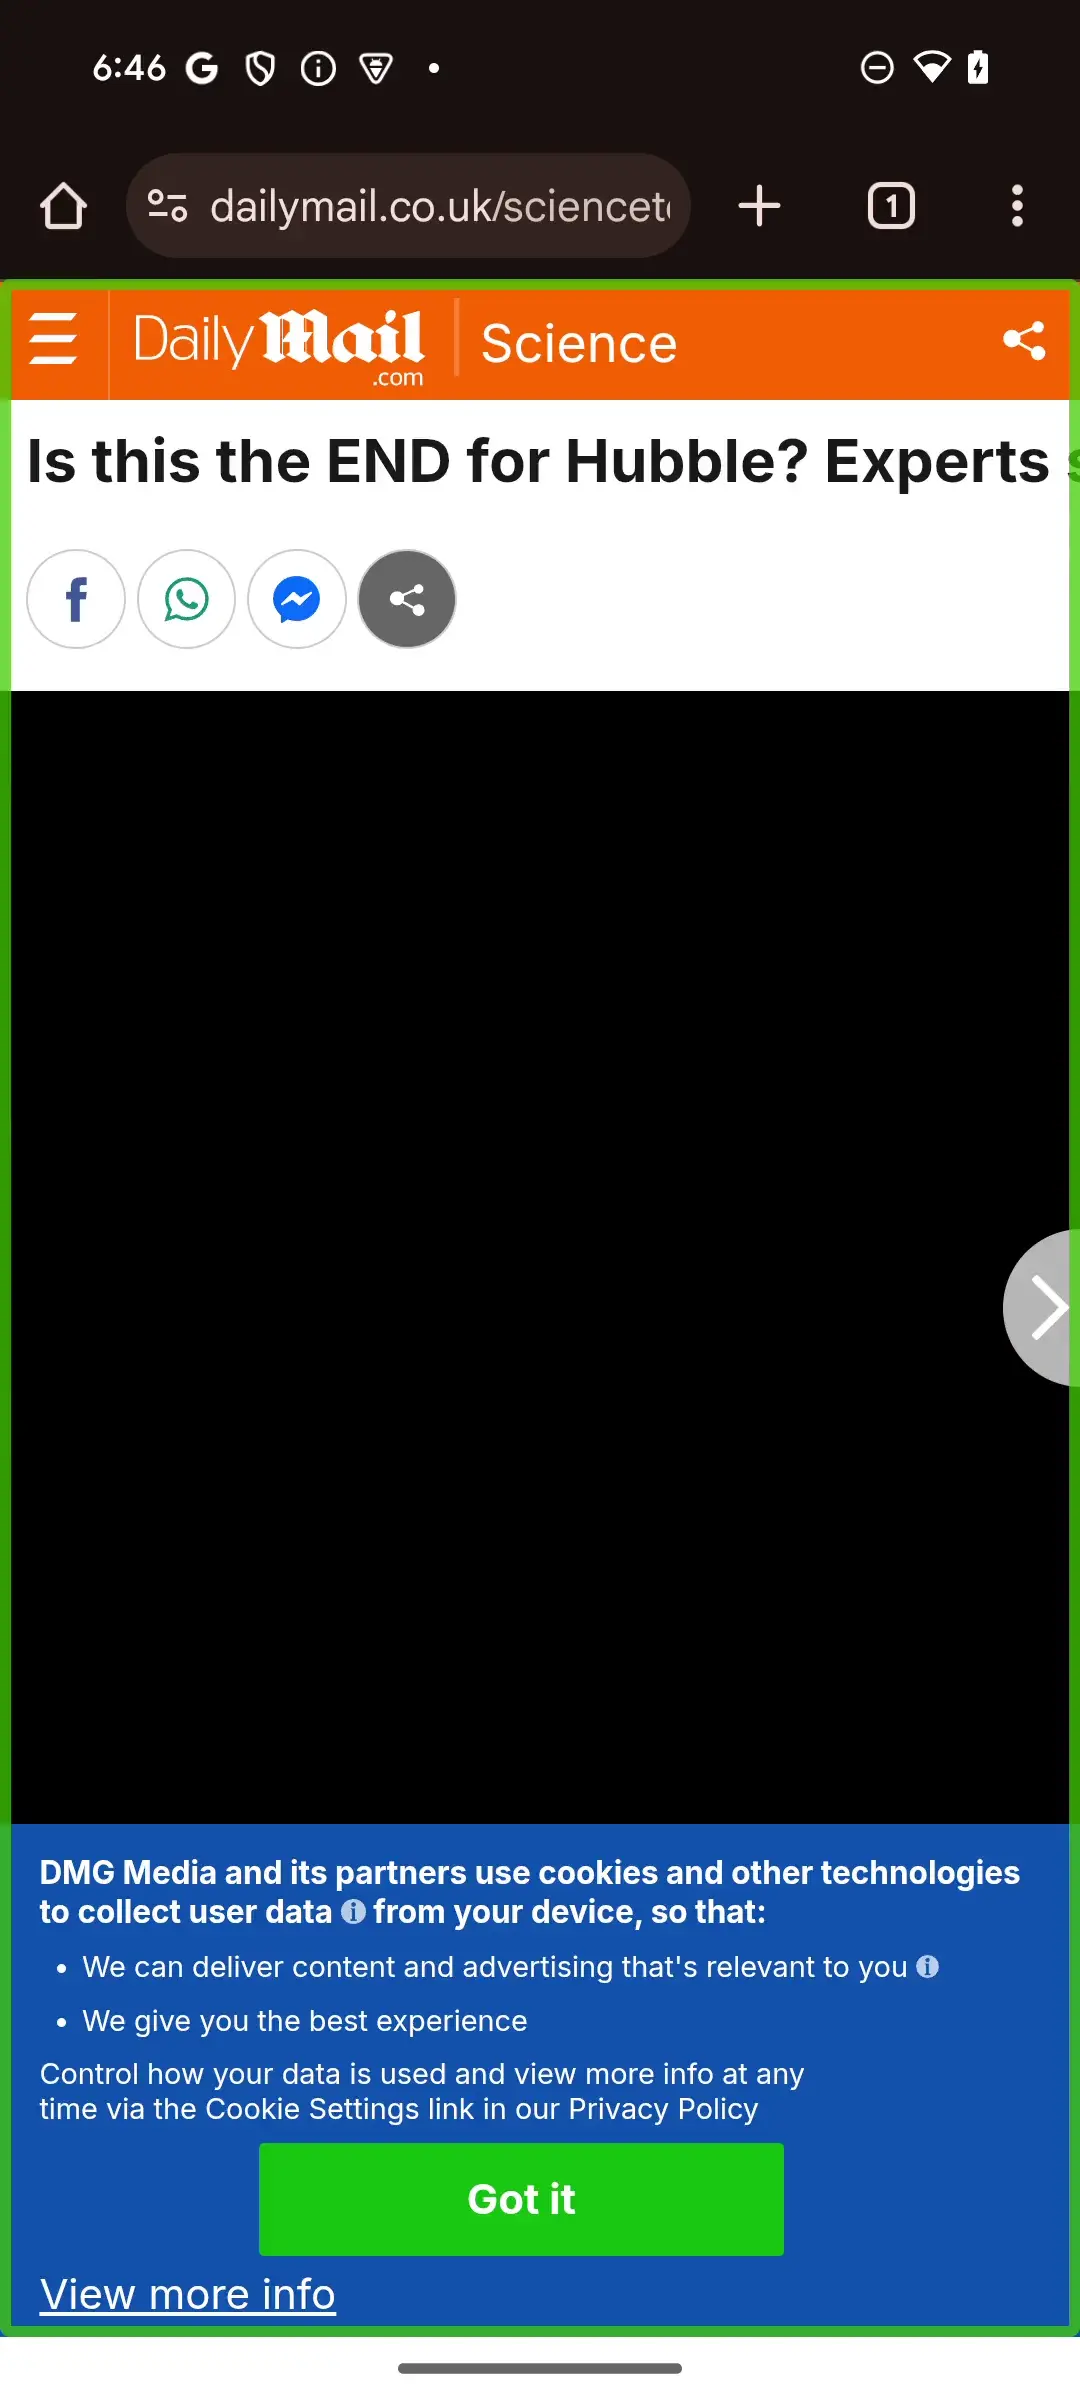 6:46
dailymail.co.uk/sciencet
1
Daily Mail
.com
Science
Is this the END for Hubble? Experts
DMG Media and its partners use cookies and other technologies
to collect user data from your device, so that:
• We can deliver content and advertising that's relevant to you
• We give you the best experience
Control how your data is used and view more info at any
time via the Cookie Settings link in our Privacy Policy
Got it
View more info